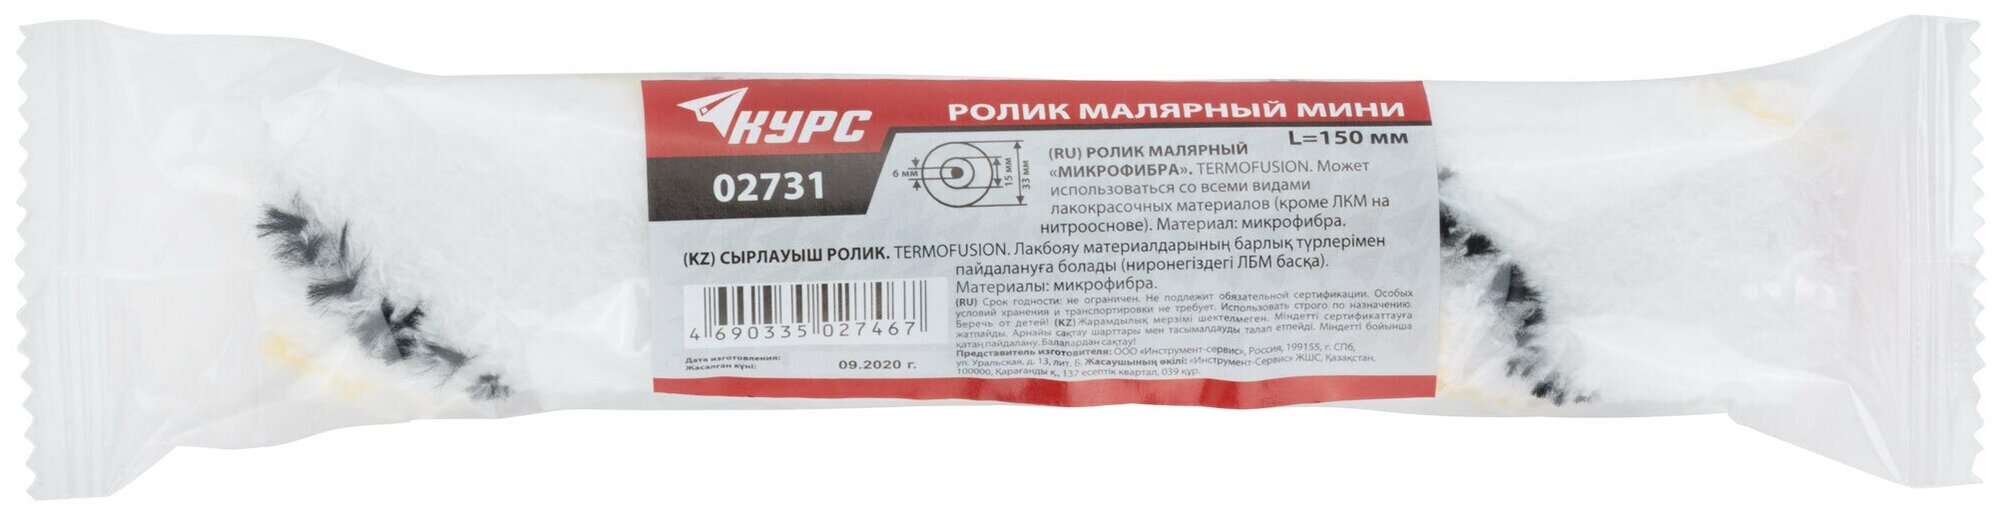 КУРС
РОЛИК МАЛЯРНЫЙ МИНИ
L=150 мм
02731
6 мм
15 мм
33 мм
(RU) РОЛИК МАЛЯРНЫЙ
«МИКРОФИБРА». TERMOFUSION. Может
использоваться со всеми видами
лакокрасочных материалов (кроме ЛКМ на
нитрооснове). Материал: микрофибра.
(KZ) СЫРЛАУЫШ РОЛИК. TERMOFUSION. Лакбояу материалдарының барлық түрлерімен
пайдалануға болады (ниронегіздегі ЛБМ басқа).
Материалы: микрофибра.
(RU) Срок годности: не ограничен. Не подлежит обязательной сертификации. Особых
условий хранения и транспортировки не требует. Использовать строго по назначению.
Беречь от детей! (KZ) Жарамдылық мерзімі шектелмеген. Міндетті сертификаттауға
жатпайды. Арнайы сақтау шарттары мен тасымалдауды талап етпейді. Міндетті бойынша
қатаң пайдалану. Балалардан сақтау!
Представитель изготовителя: ООО «Инструмент-сервис», Россия, 199155, г. СПб,
ул. Уральская, д. 13, лит. Б. Жасаушының өкілі: «Инструмент-Сервис» ЖШС, Қазақстан,
100000, Қарағанды қ., 137 есептік квартал, 039 құр.
4 690335 027467
Дата изготовления:
Жасалған күні:
09.2020 г.